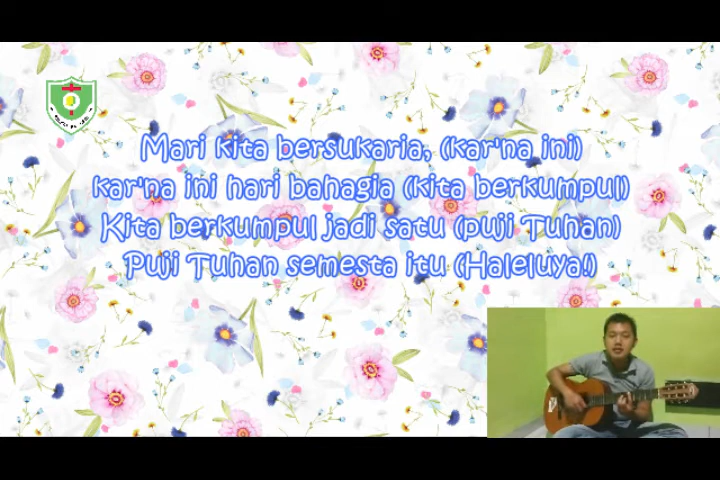 Mari kita bersukaria, (kar'na ini)
kar'na ini hari bahagia (kita berkumpul)
Kita berkumpul jadi satu (puji Tuhan)
Puji Tuhan semesta itu (Haleluya!)